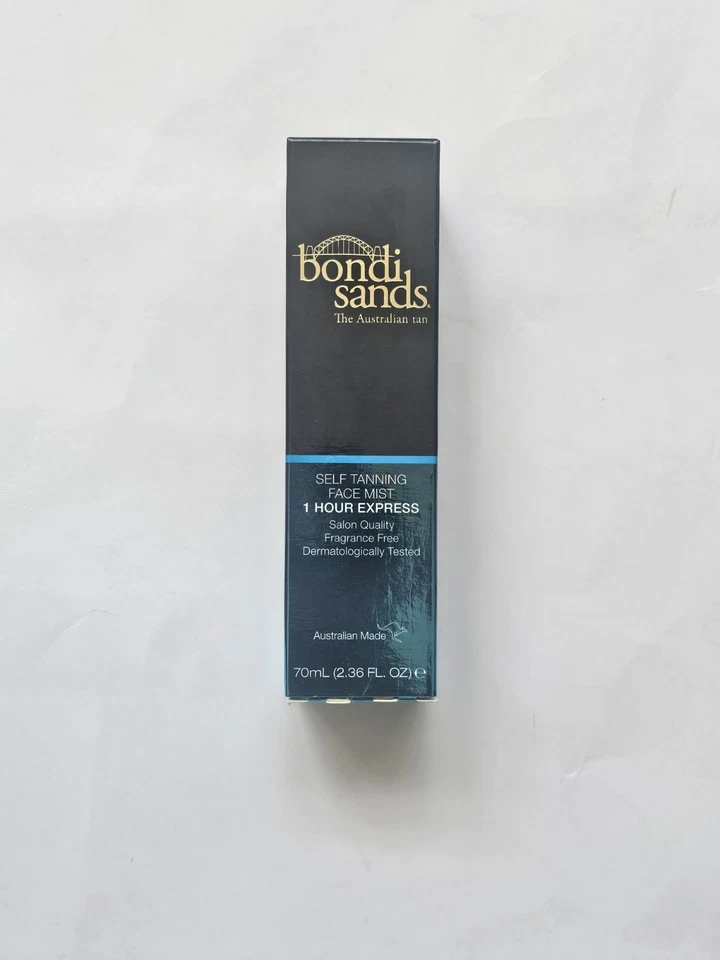 bondi
sands
The Australian tan
SELF TANNING
FACE MIST
1 HOUR EXPRESS
Salon Quality
Fragrance Free
Dermatologically Tested
Australian Made
70mL (2.36 FL. OZ) ℮